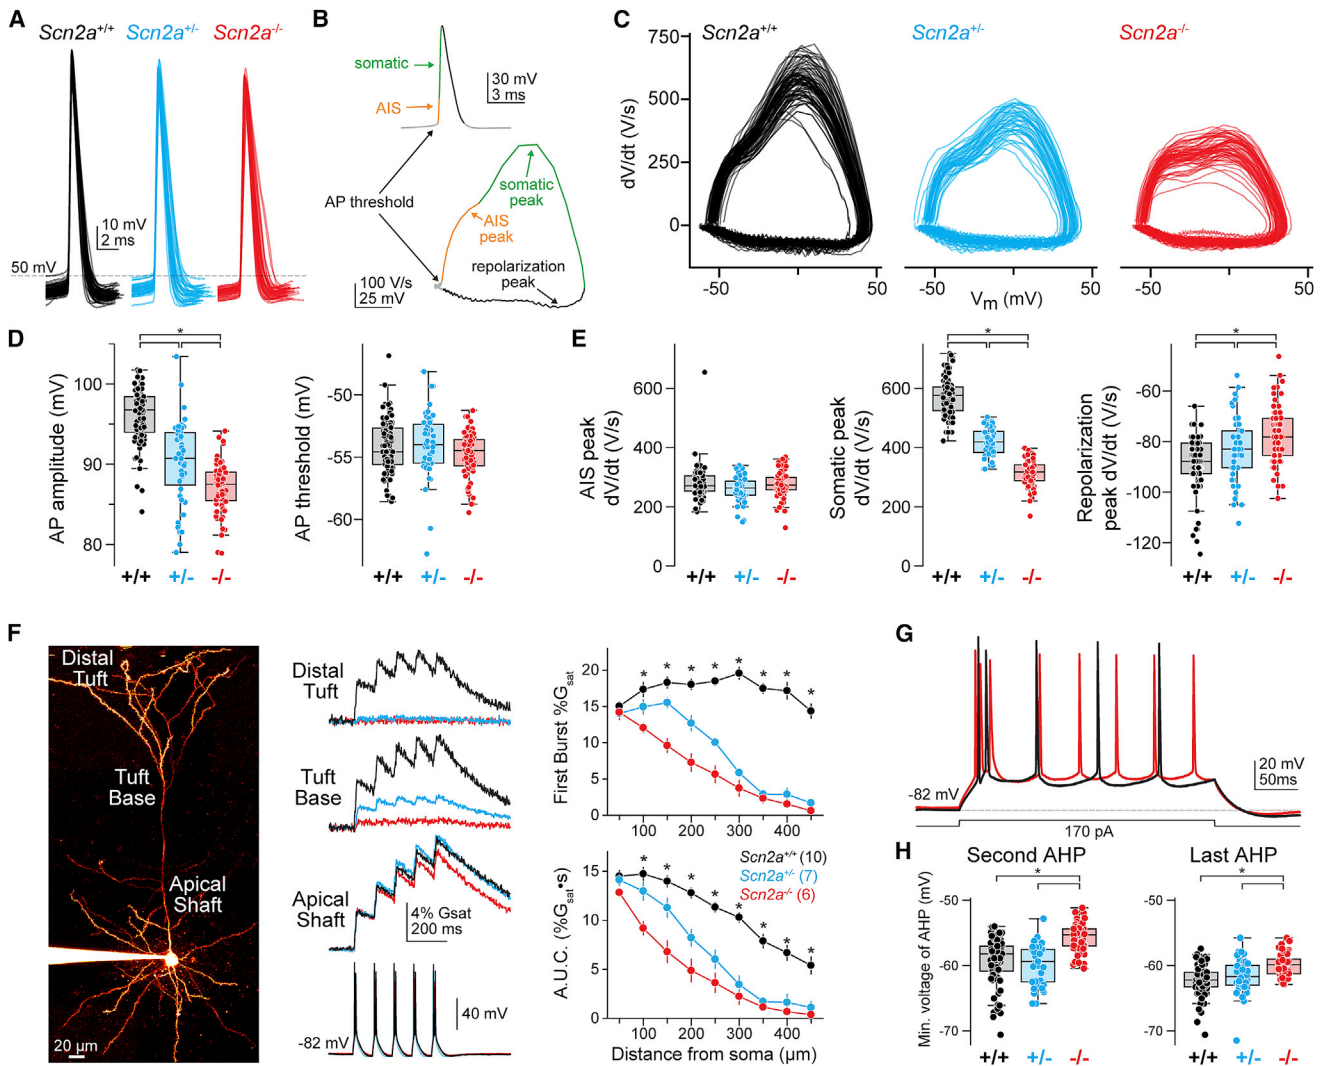 A
Scn2a+/+ Scn2a+/- Scn2a-/-
10 mV
2 ms
50 mV
B
somatic
AIS
30 mV
3 ms
AP threshold
somatic
peak
AIS
peak
repolarization
peak
100 V/s
25 mV
C
Scn2a+/+ Scn2a+/- Scn2a-/-
dV/dt (V/s)
750
500
250
0
-50 50 -50 50 -50 50
Vm (mV)
D
*
AP amplitude (mV)
100
90
80
+/+ +/- -/-
AP threshold (mV)
-50
-55
-60
+/+ +/- -/-
E
AIS peak
dV/dt (V/s)
600
400
200
0
+/+ +/- -/-
*
Somatic peak
dV/dt (V/s)
600
400
200
0
+/+ +/- -/-
*
Repolarization
peak dV/dt (V/s)
-60
-80
-100
-120
+/+ +/- -/-
F
Distal
Tuft
Tuft
Base
Apical
Shaft
20 µm
Distal
Tuft
Tuft
Base
Apical
Shaft
4% Gsat
200 ms
40 mV
-82 mV
First Burst %Gsat
20
15
10
5
0
* * * * * * * *
100 200 300 400
A.U.C. (%Gsat•s)
15
10
5
0
* * * * * * * *
Scn2a+/+ (10)
Scn2a+/- (7)
Scn2a-/- (6)
100 200 300 400
Distance from soma (µm)
G
-82 mV
20 mV
50ms
170 pA
H
Second AHP
*
Min. voltage of AHP (mV)
-50
-60
-70
+/+ +/- -/-
Last AHP
*
-50
-60
-70
+/+ +/- -/-